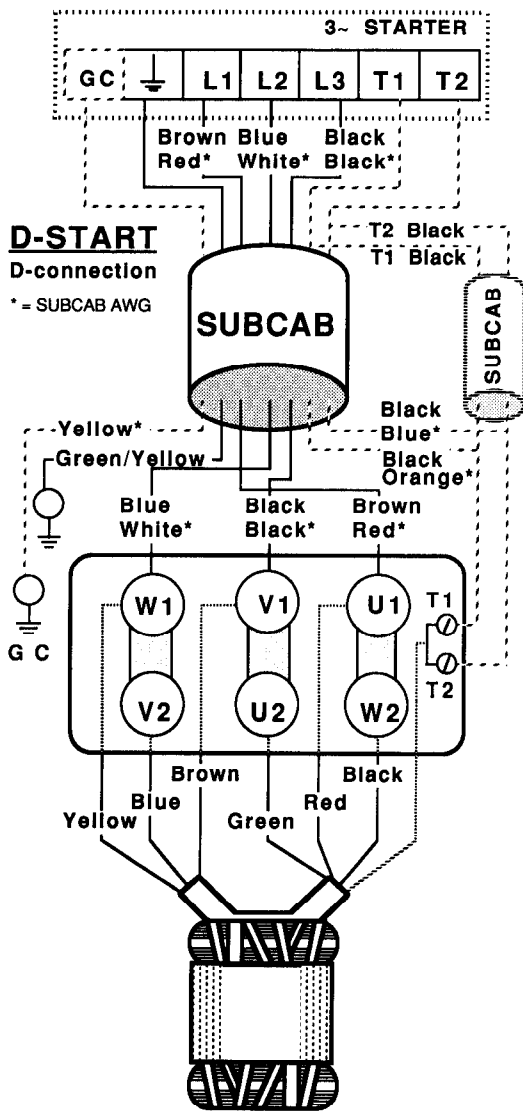 3~ STARTER
GC L1 L2 L3 T1 T2
Brown Blue Black
Red* White* Black*
D-START
D-connection
* = SUBCAB AWG
T2 Black
T1 Black
SUBCAB
SUBCAB
Yellow*
Green/Yellow
Black
Blue*
Black
Orange*
Blue Black Brown
White* Black* Red*
G C
W1 V1 U1
T1
T2
V2 U2 W2
Brown Black
Blue Red
Yellow Green